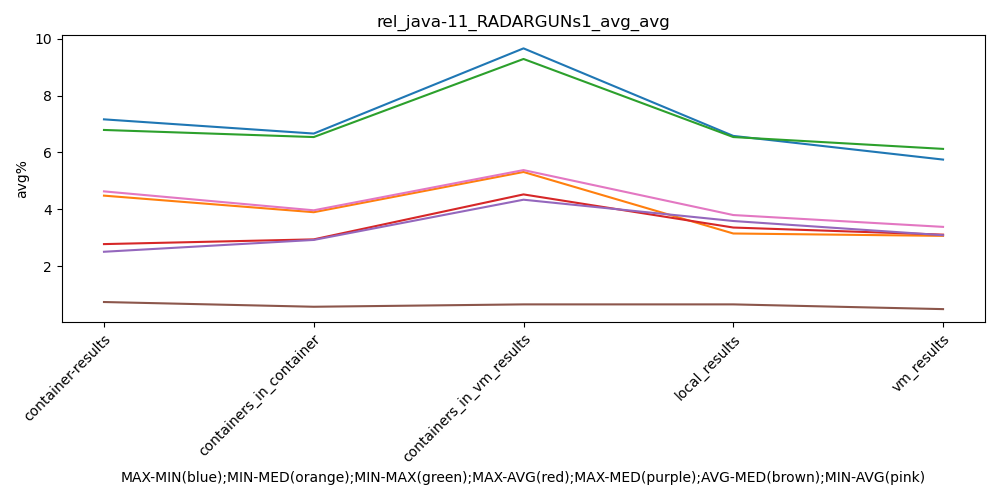 rel_java-11_RADARGUNs1_avg_avg
10
8
6
4
2
avg%
container-results
containers_in_container
containers_in_vm_results
local_results
vm_results
MAX-MIN(blue);MIN-MED(orange);MIN-MAX(green);MAX-AVG(red);MAX-MED(purple);AVG-MED(brown);MIN-AVG(pink)